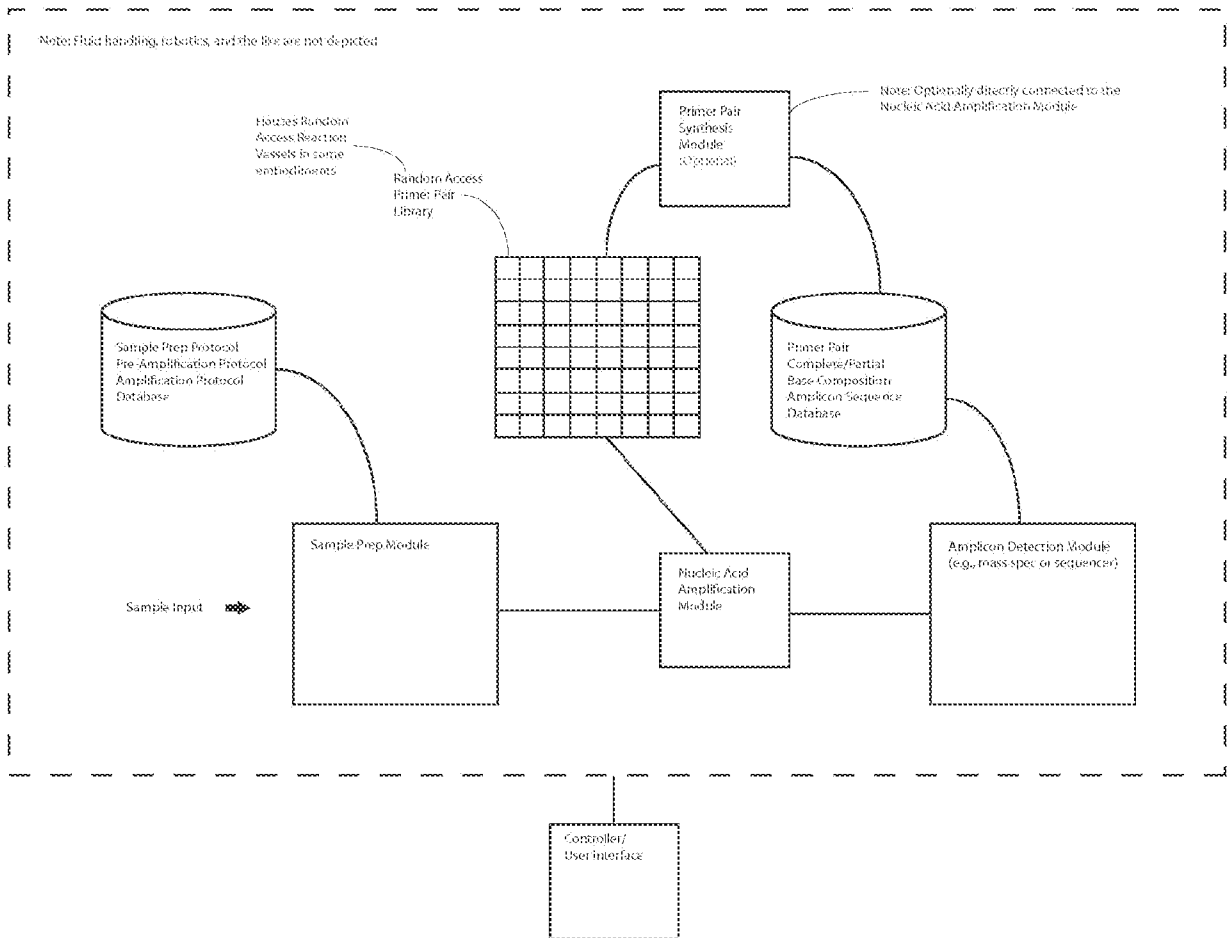 Note: Fluid handling, robotics, and the like are not depicted
Note: Optionally directly connected to the
Nucleic Acid Amplification Module
Primer Pair
Synthesis
Module
(Optional)
Houses Random
Access Reaction
Vessels in some
embodiments
Random Access
Primer Pair
Library
Sample Prep Protocol
Pre-Amplification Protocol
Amplification Protocol
Database
Primer Pair
Complete/Partial
Base Composition
Amplicon Sequence
Database
Sample Prep Module
Nucleic Acid
Amplification
Module
Amplicon Detection Module
(e.g., mass spec or sequencer)
Sample Input
Controller/
User Interface